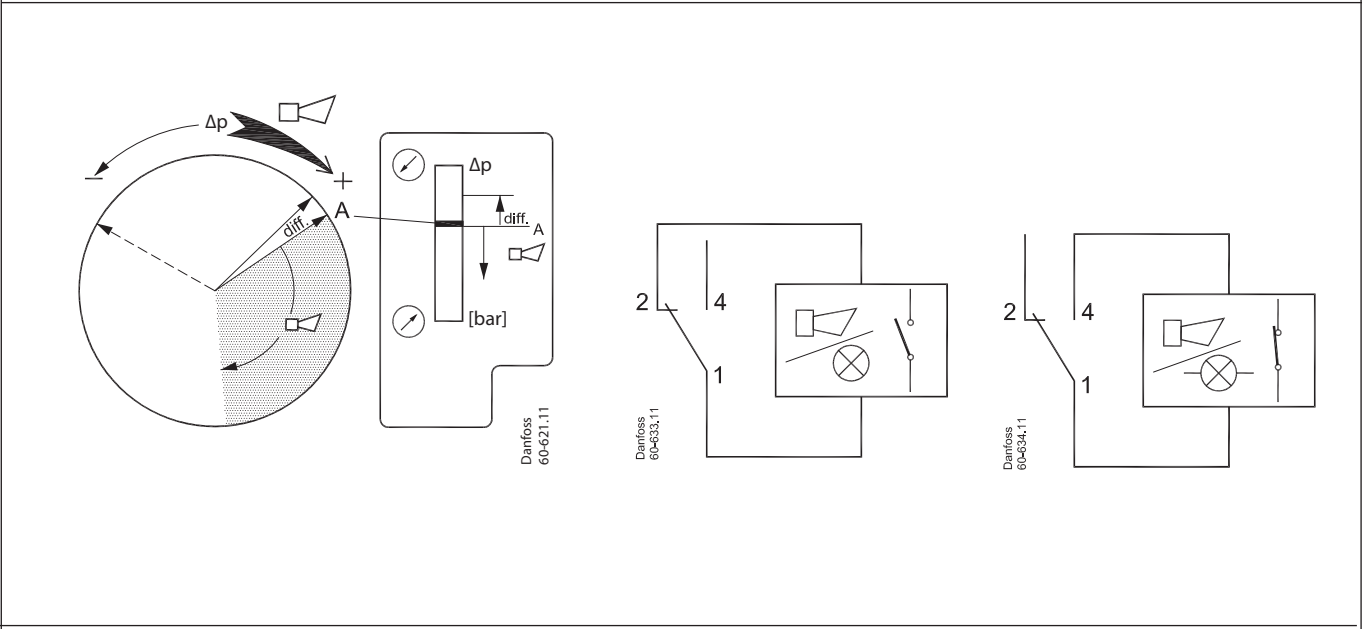 Δp
+
A
diff.
Δp
diff.
A
[bar]
Danfoss
60-621.11
2
4
1
Danfoss
60-633.11
2
4
1
Danfoss
60-634.11